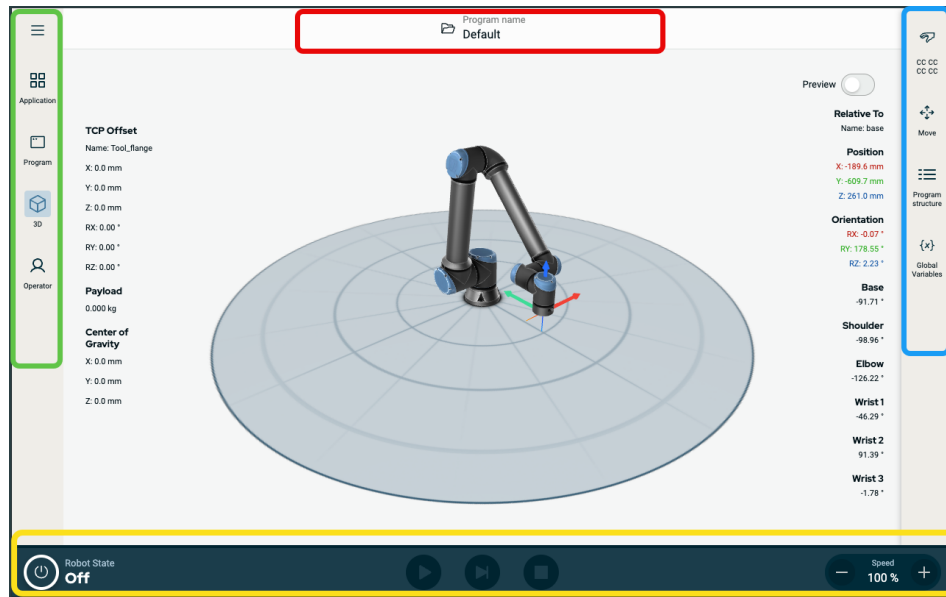 Program name
Default
Application
Program
3D
Operator
TCP Offset
Name: Tool_flange
X: 0.0 mm
Y: 0.0 mm
Z: 0.0 mm
RX: 0.00 °
RY: 0.00 °
RZ: 0.00 °
Payload
0.000 kg
Center of
Gravity
X: 0.0 mm
Y: 0.0 mm
Z: 0.0 mm
Preview
Relative To
Name: base
Position
X: -189.6 mm
Y: -609.7 mm
Z: 261.0 mm
Orientation
RX: -0.07 °
RY: 178.55 °
RZ: 2.23 °
Base
-91.71 °
Shoulder
-98.96 °
Elbow
-126.22 °
Wrist 1
-46.29 °
Wrist 2
91.39 °
Wrist 3
-1.78 °
CC CC
CC CC
Move
Program
structure
{x}
Global
Variables
Robot State
Off
Speed
100 %